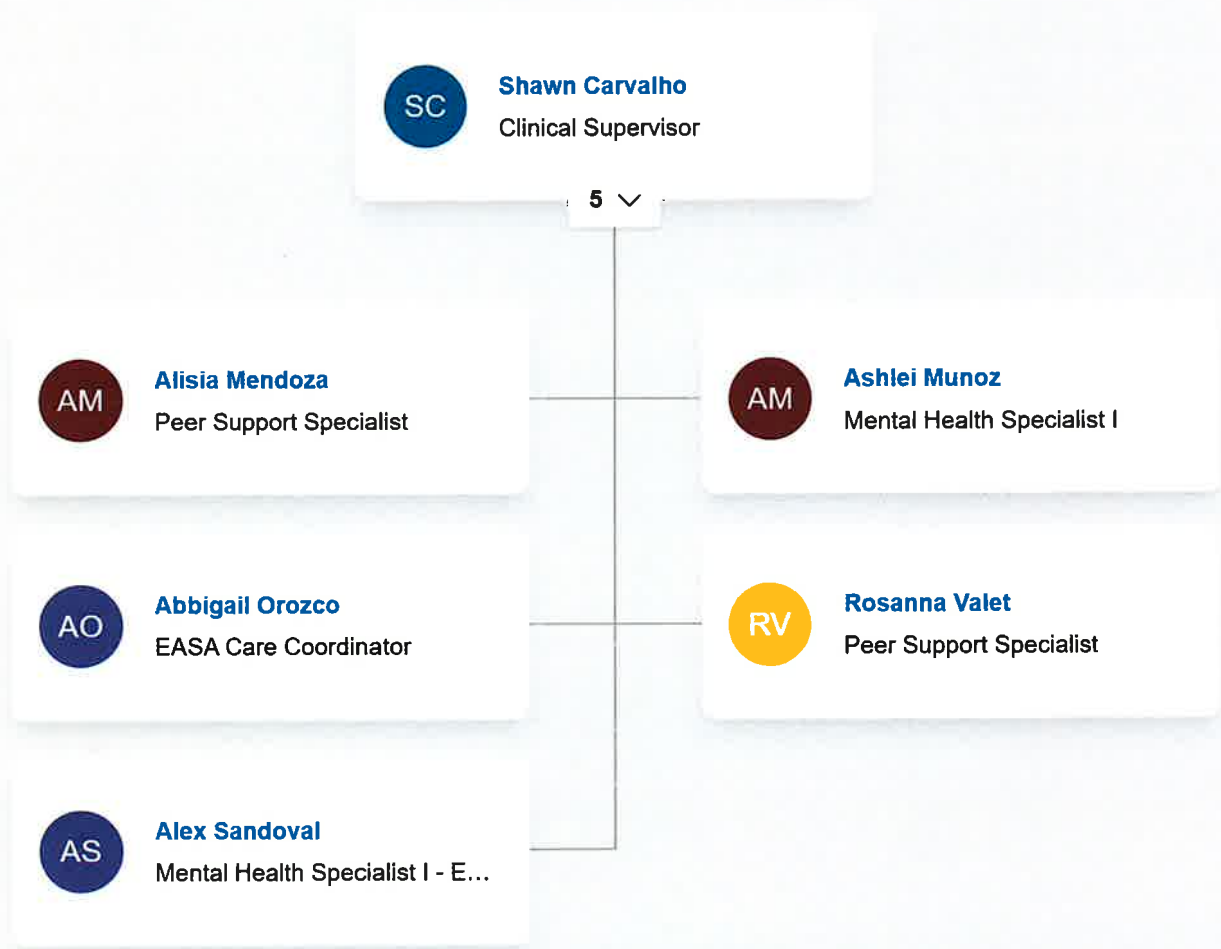 SC
Shawn Carvalho
Clinical Supervisor
5
AM
Alisia Mendoza
Peer Support Specialist
AM
Ashlei Munoz
Mental Health Specialist I
AO
Abbigail Orozco
EASA Care Coordinator
RV
Rosanna Valet
Peer Support Specialist
AS
Alex Sandoval
Mental Health Specialist I - E...